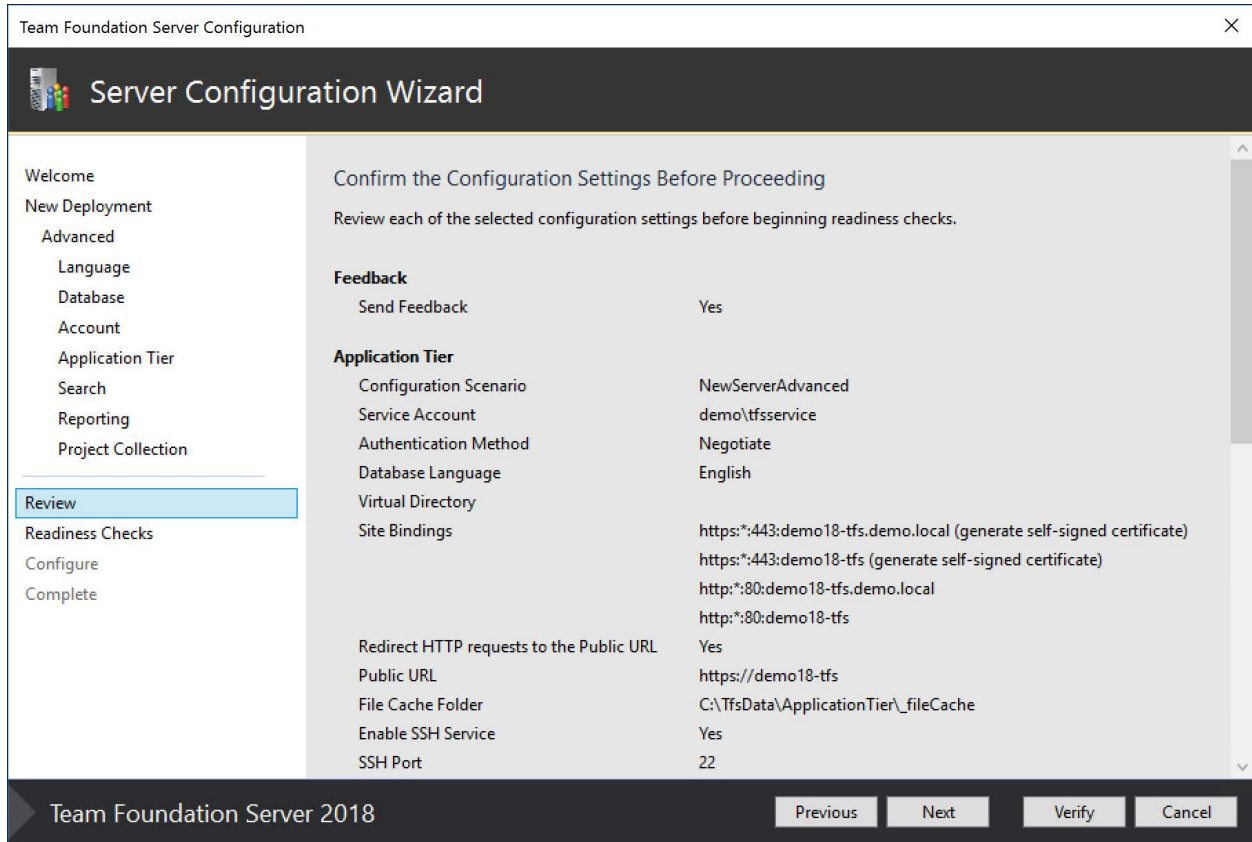 Team Foundation Server Configuration
Server Configuration Wizard
Welcome
New Deployment
Advanced
Language
Database
Account
Application Tier
Search
Reporting
Project Collection
Review
Readiness Checks
Configure
Complete
Confirm the Configuration Settings Before Proceeding
Review each of the selected configuration settings before beginning readiness checks.
Feedback
Send Feedback Yes
Application Tier
Configuration Scenario NewServerAdvanced
Service Account demo\tfsservice
Authentication Method Negotiate
Database Language English
Virtual Directory
Site Bindings https:*:443:demo18-tfs.demo.local (generate self-signed certificate)
https:*:443:demo18-tfs (generate self-signed certificate)
http:*:80:demo18-tfs.demo.local
http:*:80:demo18-tfs
Redirect HTTP requests to the Public URL Yes
Public URL https://demo18-tfs
File Cache Folder C:\TfsData\ApplicationTier\_fileCache
Enable SSH Service Yes
SSH Port 22
Team Foundation Server 2018
Previous Next Verify Cancel